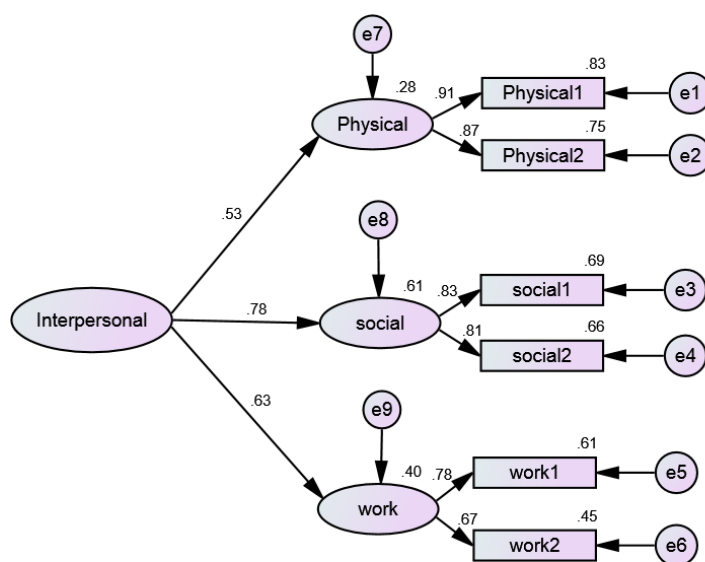 e7
.28
.91
.83
Physical1
e1
Physical
.87
.75
Physical2
e2
.53
e8
.61
.83
.69
social1
e3
Interpersonal
.78
social
.81
.66
social2
e4
.63
e9
.40
.78
.61
work1
e5
work
.67
.45
work2
e6